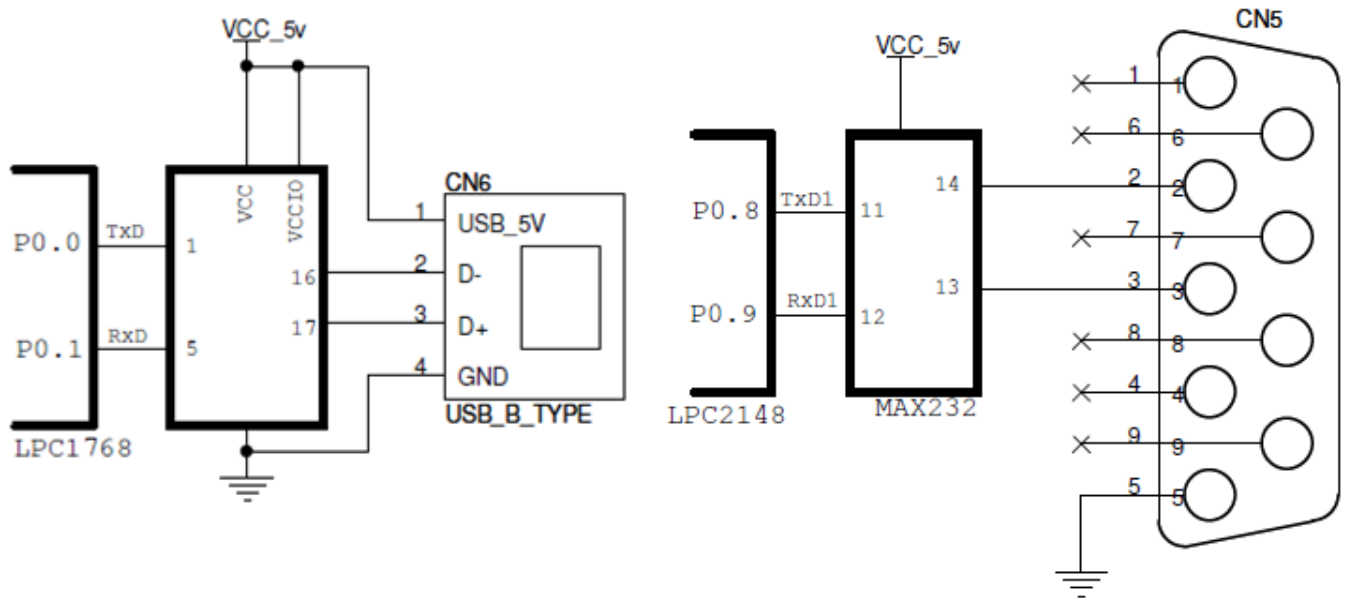 VCC_5v
VCC
VCCIO
P0.0
TxD
1
P0.1
RxD
5
LPC1768
16
17
CN6
1
USB_5V
2
D-
3
D+
4
GND
USB_B_TYPE
VCC_5v
P0.8
TxD1
11
P0.9
RxD1
12
LPC2148
14
13
MAX232
CN5
1 1
6 6
2 2
7 7
3 3
8 8
4 4
9 9
5 5